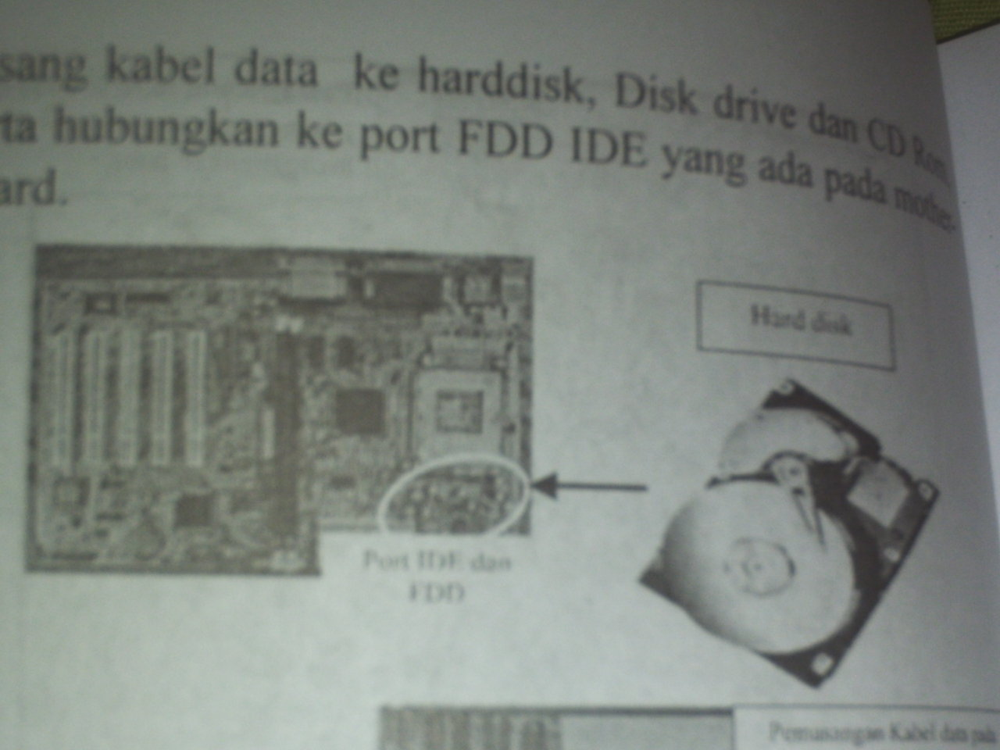 sang kabel data ke harddisk, Disk drive dan CD Rom,
ta hubungkan ke port FDD IDE yang ada pada mother-
ard.
Hard disk
Port IDE dan
FDD
Pemasangan Kabel data pada